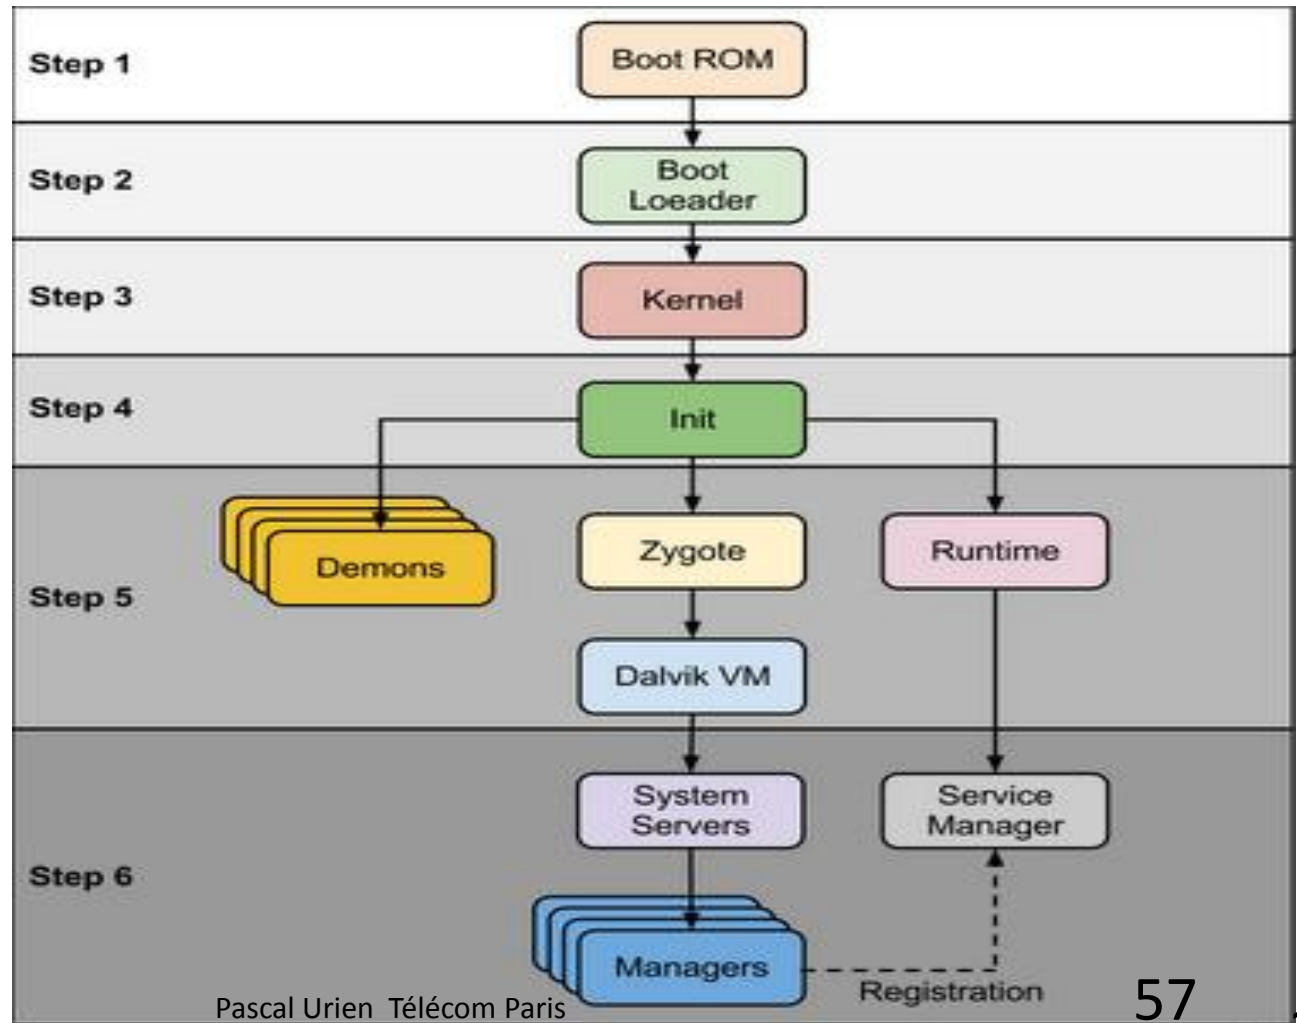 Step 1
Boot ROM
Step 2
Boot
Loeader
Step 3
Kernel
Step 4
Init
Step 5
Demons
Zygote
Runtime
Dalvik VM
Step 6
System
Servers
Service
Manager
Managers
Registration
Pascal Urien Télécom Paris
57